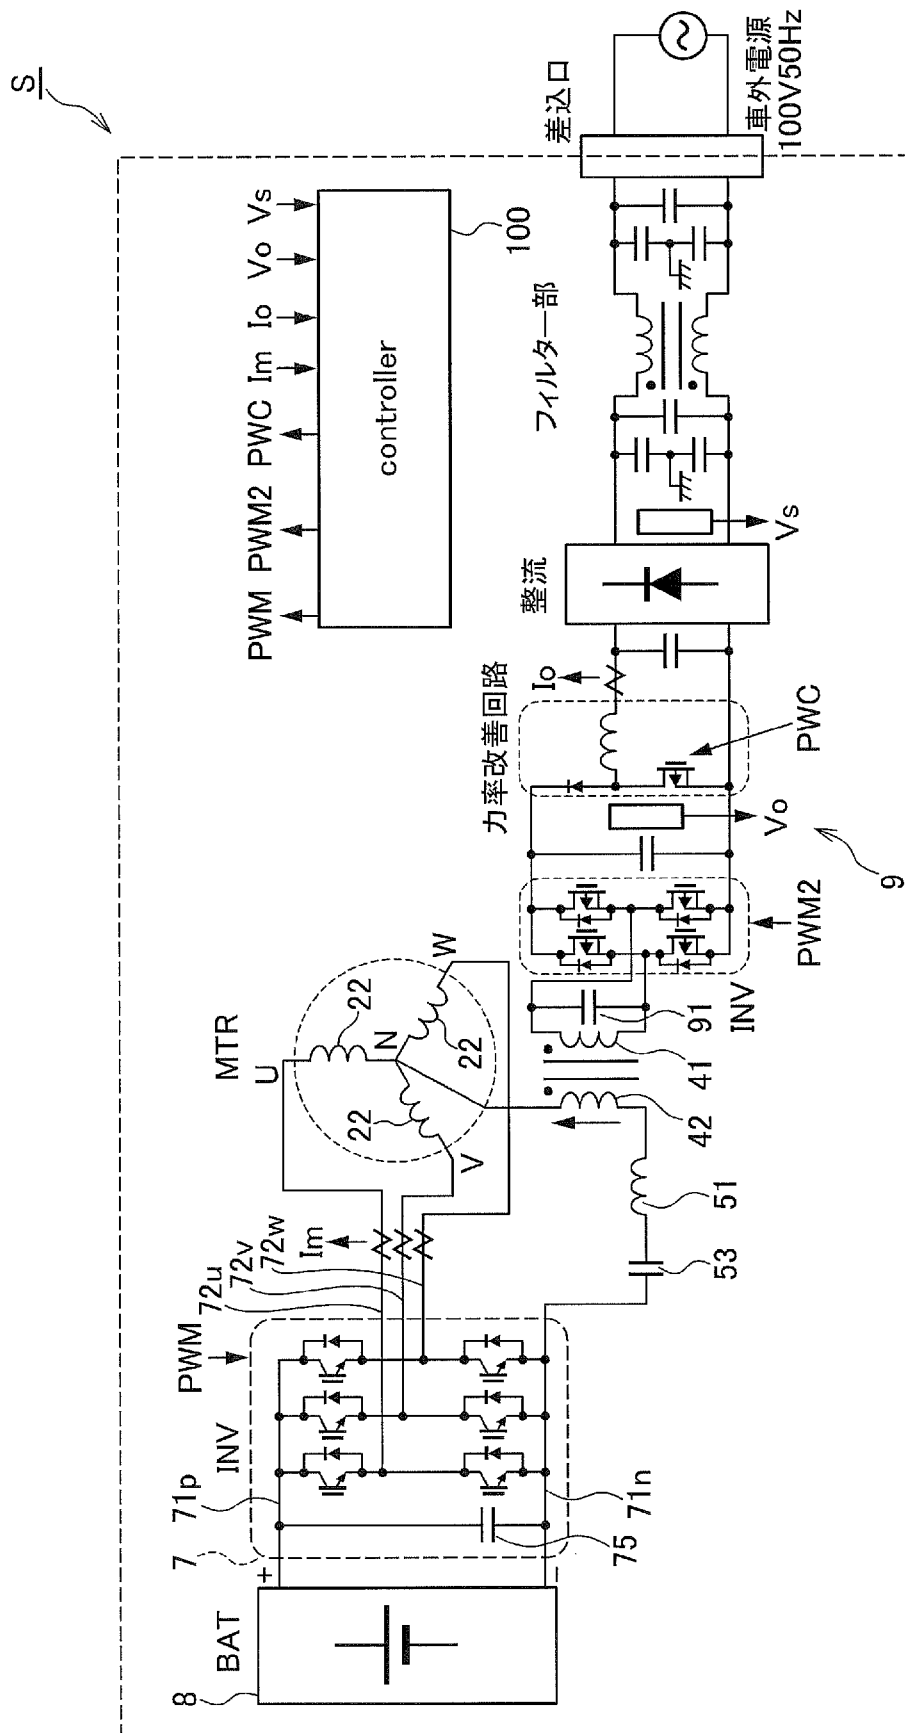 S
車外電源
100V50Hz
差込口
フィルター部
整流
力率改善回路
controller
100
PWM
PWM2
PWC
Im
Io
Vo
Vs
Vs
Io
PWC
Vo
9
PWM2
INV
91
41
42
51
53
MTR
U
V
W
N
22
22
22
Im
72u
72v
72w
PWM
INV
71p
71n
75
7
+
−
BAT
8